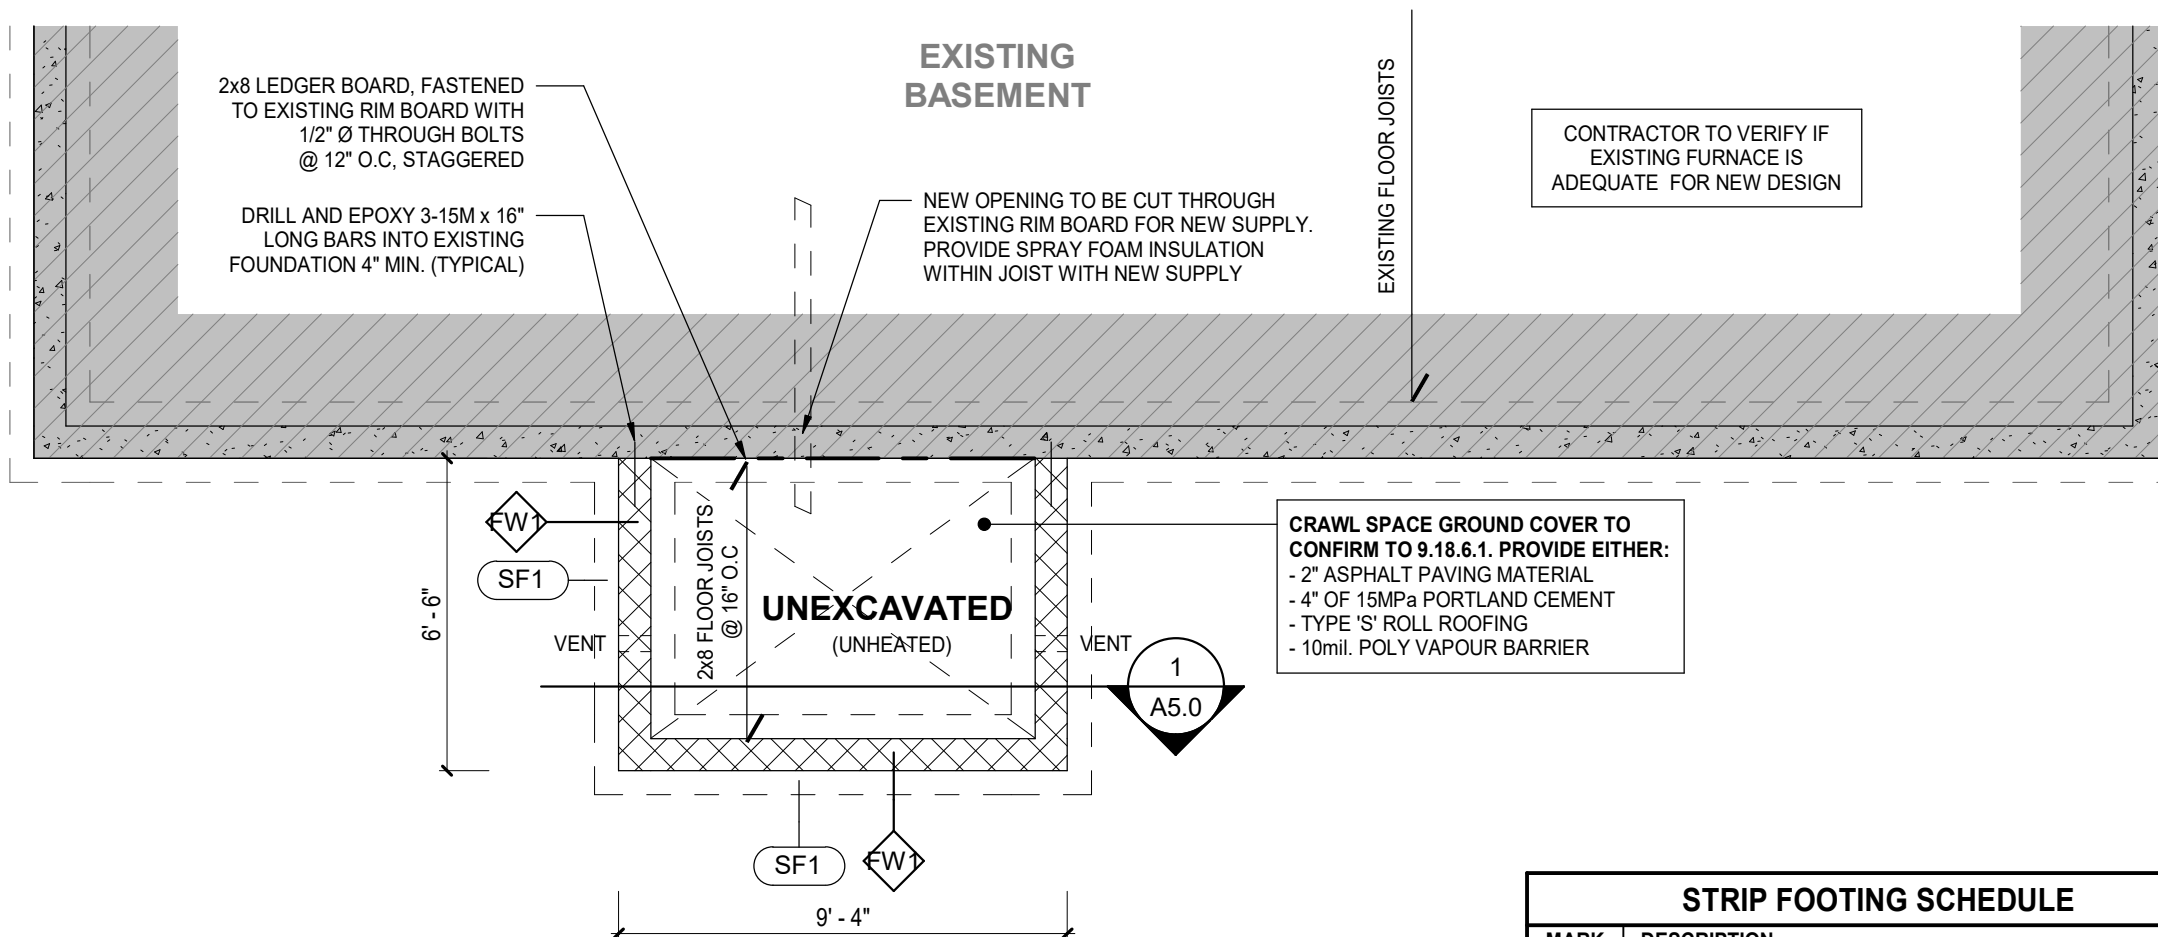 EXISTING
BASEMENT
2x8 LEDGER BOARD, FASTENED
TO EXISTING RIM BOARD WITH
1/2" Ø THROUGH BOLTS
@ 12" O.C, STAGGERED
DRILL AND EPOXY 3-15M x 16"
LONG BARS INTO EXISTING
FOUNDATION 4" MIN. (TYPICAL)
NEW OPENING TO BE CUT THROUGH
EXISTING RIM BOARD FOR NEW SUPPLY.
PROVIDE SPRAY FOAM INSULATION
WITHIN JOIST WITH NEW SUPPLY
EXISTING FLOOR JOISTS
CONTRACTOR TO VERIFY IF
EXISTING FURNACE IS
ADEQUATE FOR NEW DESIGN
FW1
SF1
6' - 6"
VENT
2x8 FLOOR JOISTS
@ 16" O.C
UNEXCAVATED
(UNHEATED)
VENT
1
A5.0
CRAWL SPACE GROUND COVER TO
CONFIRM TO 9.18.6.1. PROVIDE EITHER:
- 2" ASPHALT PAVING MATERIAL
- 4" OF 15MPa PORTLAND CEMENT
- TYPE 'S' ROLL ROOFING
- 10mil. POLY VAPOUR BARRIER
SF1
FW1
9' - 4"
STRIP FOOTING SCHEDULE
MARK DESCRIPTION